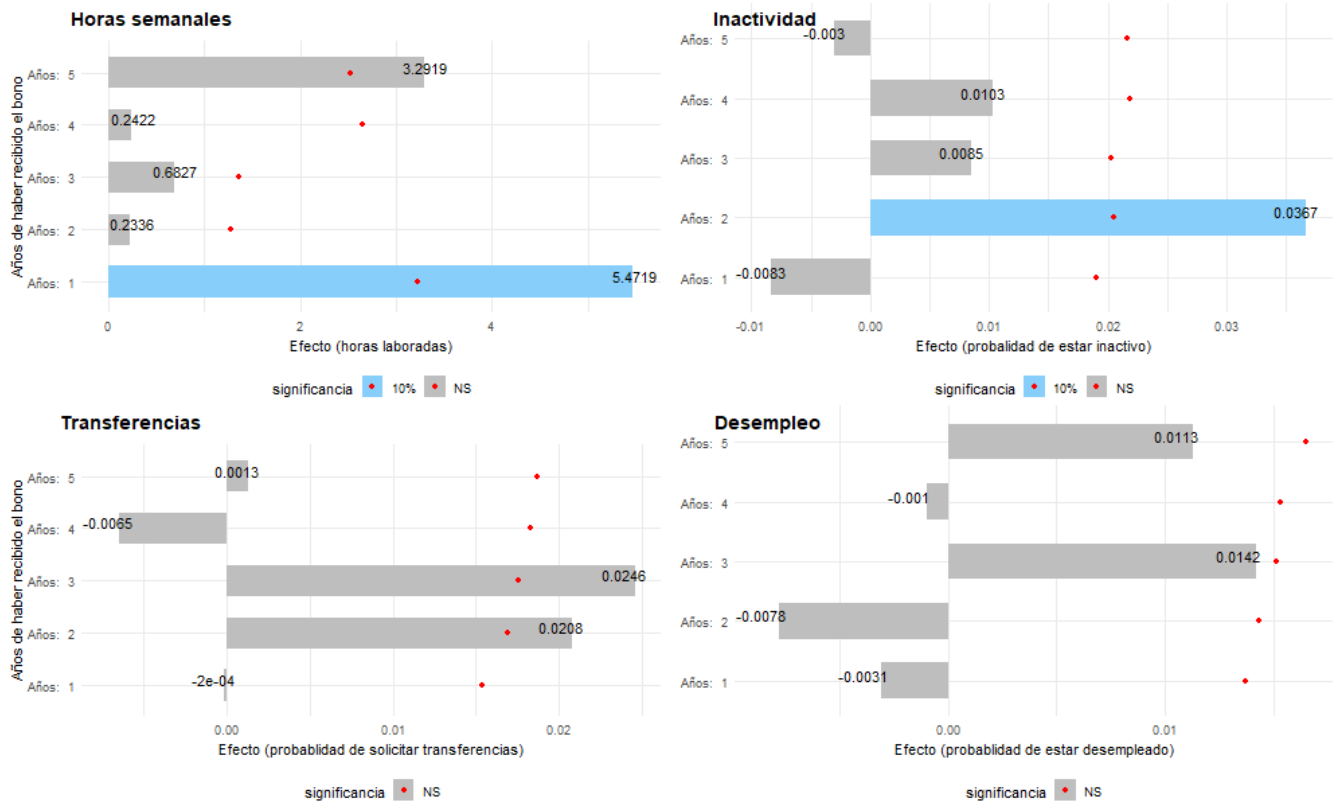 Horas semanales
Años de haber recibido el bono
Años: 5
3.2919
Años: 4
0.2422
Años: 3
0.6827
Años: 2
0.2336
Años: 1
5.4719
0 2 4
Efecto (horas laboradas)
significancia 10% NS
Inactividad
Años: 5
-0.003
Años: 4
0.0103
Años: 3
0.0085
Años: 2
0.0367
Años: 1
-0.0083
-0.01 0.00 0.01 0.02 0.03
Efecto (probalidad de estar inactivo)
significancia 10% NS
Transferencias
Años de haber recibido el bono
Años: 5
0.0013
Años: 4
-0.0065
Años: 3
0.0246
Años: 2
0.0208
Años: 1
-2e-04
0.00 0.01 0.02
Efecto (probablidad de solicitar transferencias)
significancia NS
Desempleo
Años: 5
0.0113
Años: 4
-0.001
Años: 3
0.0142
Años: 2
-0.0078
Años: 1
-0.0031
0.00 0.01
Efecto (probablidad de estar desempleado)
significancia NS